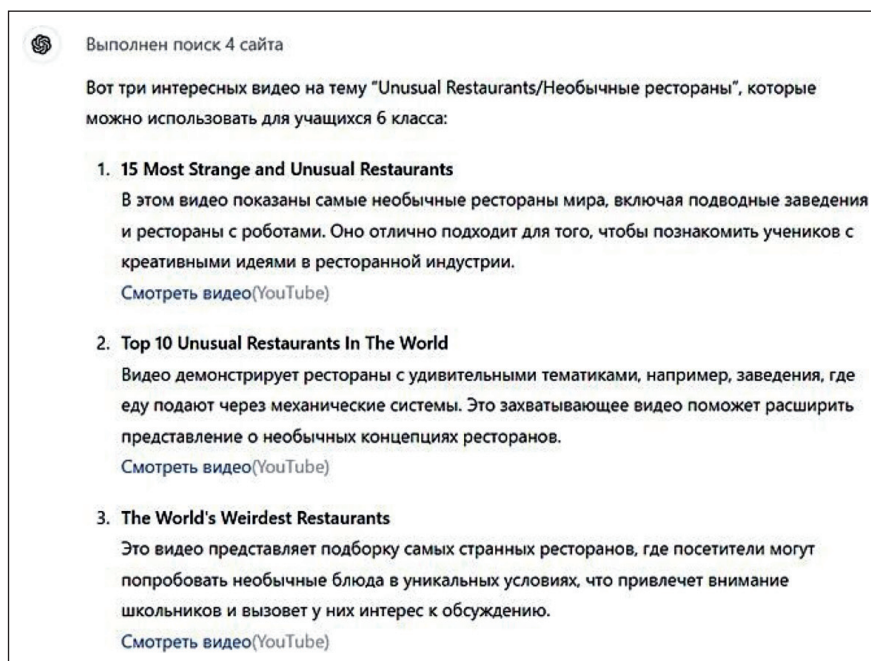 Выполнен поиск 4 сайта
Вот три интересных видео на тему "Unusual Restaurants/Необычные рестораны", которые
можно использовать для учащихся 6 класса:
1. 15 Most Strange and Unusual Restaurants
В этом видео показаны самые необычные рестораны мира, включая подводные заведения
и рестораны с роботами. Оно отлично подходит для того, чтобы познакомить учеников с
креативными идеями в ресторанной индустрии.
Смотреть видео(YouTube)
2. Top 10 Unusual Restaurants In The World
Видео демонстрирует рестораны с удивительными тематиками, например, заведения, где
еду подают через механические системы. Это захватывающее видео поможет расширить
представление о необычных концепциях ресторанов.
Смотреть видео(YouTube)
3. The World's Weirdest Restaurants
Это видео представляет подборку самых странных ресторанов, где посетители могут
попробовать необычные блюда в уникальных условиях, что привлечет внимание
школьников и вызовет у них интерес к обсуждению.
Смотреть видео(YouTube)